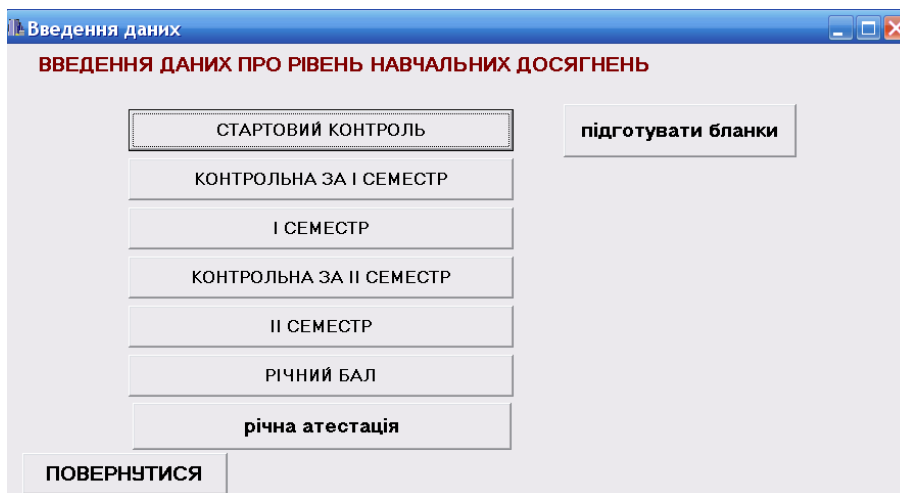 Введення даних
ВВЕДЕННЯ ДАНИХ ПРО РІВЕНЬ НАВЧАЛЬНИХ ДОСЯГНЕНЬ
СТАРТОВИЙ КОНТРОЛЬ
підготувати бланки
КОНТРОЛЬНА ЗА І СЕМЕСТР
І СЕМЕСТР
КОНТРОЛЬНА ЗА ІІ СЕМЕСТР
ІІ СЕМЕСТР
РІЧНИЙ БАЛ
річна атестація
ПОВЕРНУТИСЯ